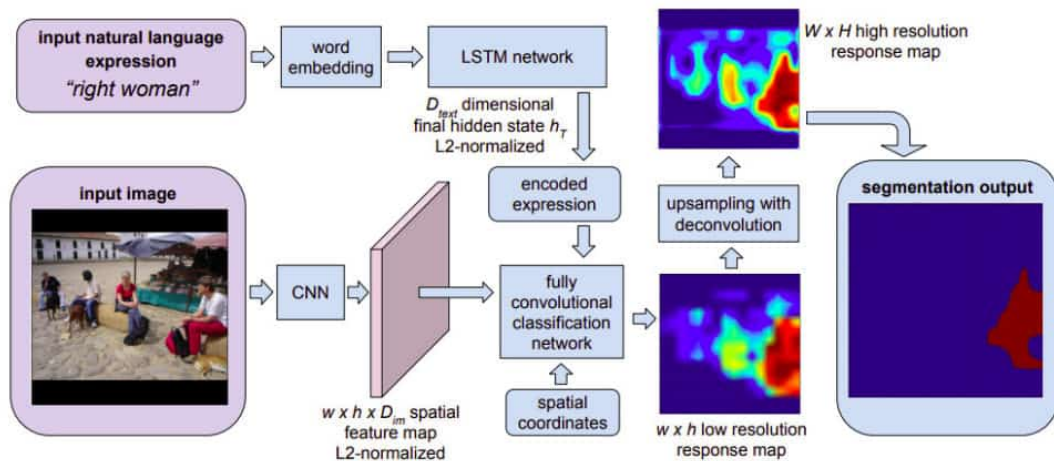 input natural language
expression
"right woman"
word
embedding
LSTM network
D_text dimensional
final hidden state h_T
L2-normalized
encoded
expression
input image
CNN
w x h x D_im spatial
feature map
L2-normalized
fully
convolutional
classification
network
spatial
coordinates
w x h low resolution
response map
upsampling with
deconvolution
W x H high resolution
response map
segmentation output